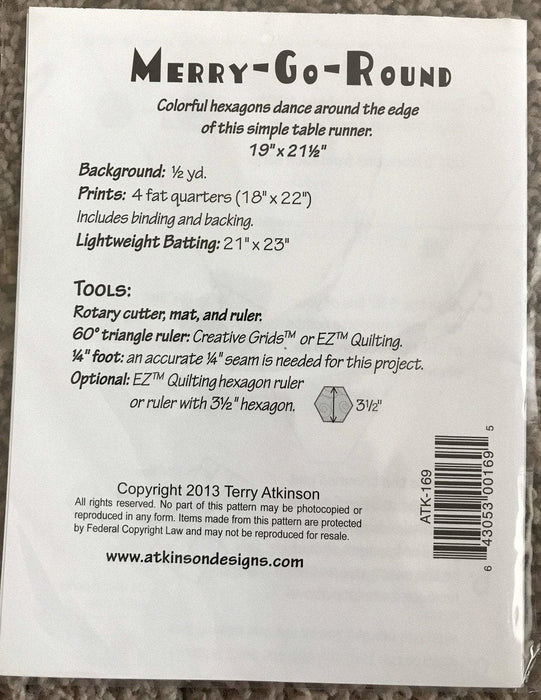 MERRY-GO-ROUND
Colorful hexagons dance around the edge
of this simple table runner.
19" x 21½"
Background: ½ yd.
Prints: 4 fat quarters (18" x 22")
Includes binding and backing.
Lightweight Batting: 21" x 23"
TOOLS:
Rotary cutter, mat, and ruler.
60° triangle ruler: Creative Grids™ or EZ™ Quilting.
¼" foot: an accurate ¼" seam is needed for this project.
Optional: EZ™ Quilting hexagon ruler
or ruler with 3½" hexagon.
3½"
Copyright 2013 Terry Atkinson
All rights reserved. No part of this pattern may be photocopied or
reproduced in any form. Items made from this pattern are protected
by Federal Copyright Law and may not be reproduced for resale.
www.atkinsondesigns.com
ATK-169
6 43053 00169 5